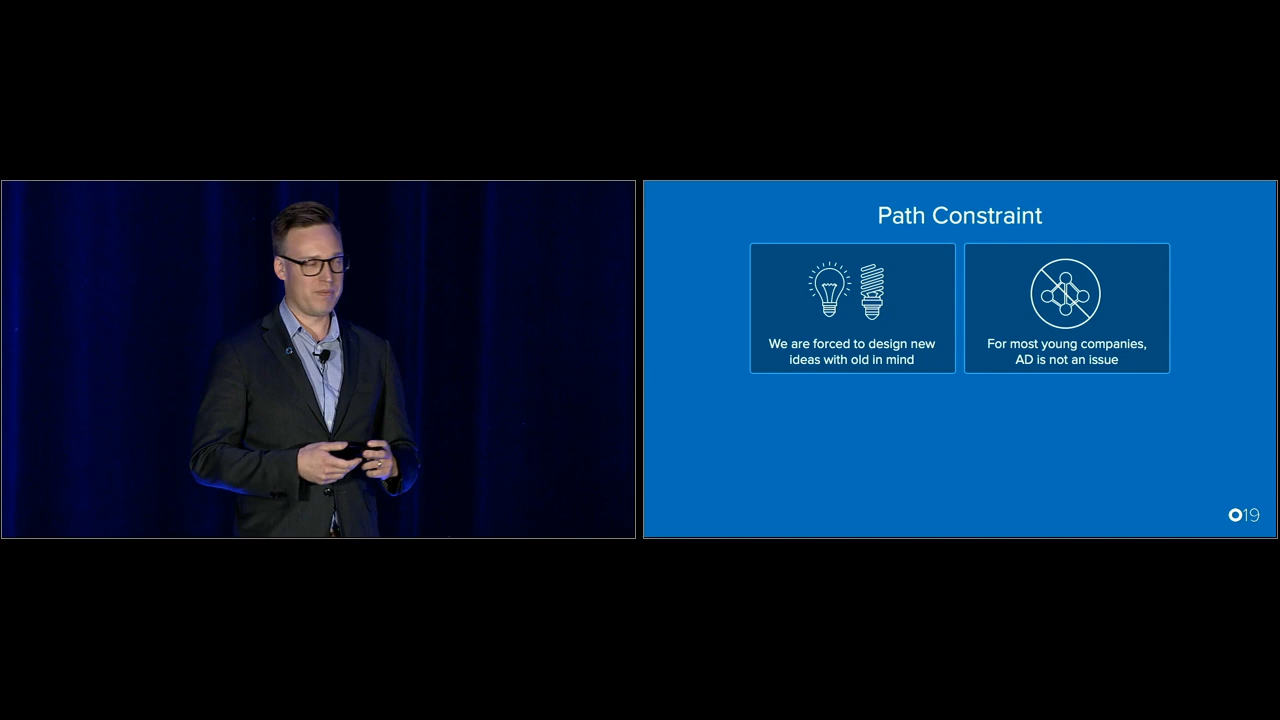 Path Constraint
We are forced to design new
ideas with old in mind
For most young companies,
AD is not an issue
O19